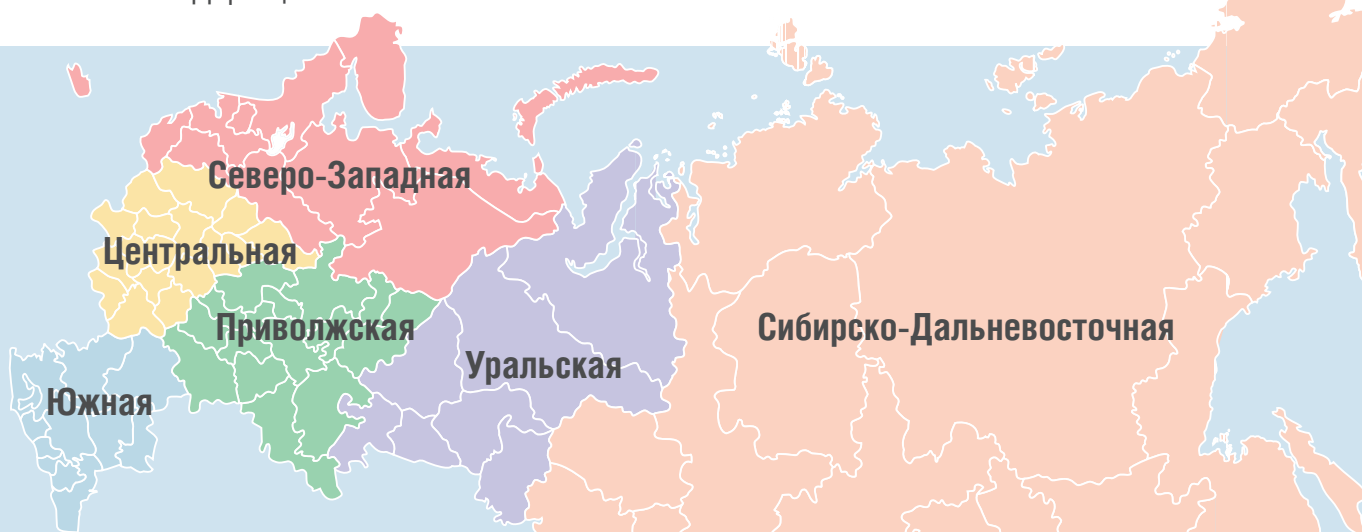 Северо-Западная
Центральная
Приволжская
Сибирско-Дальневосточная
Уральская
Южная